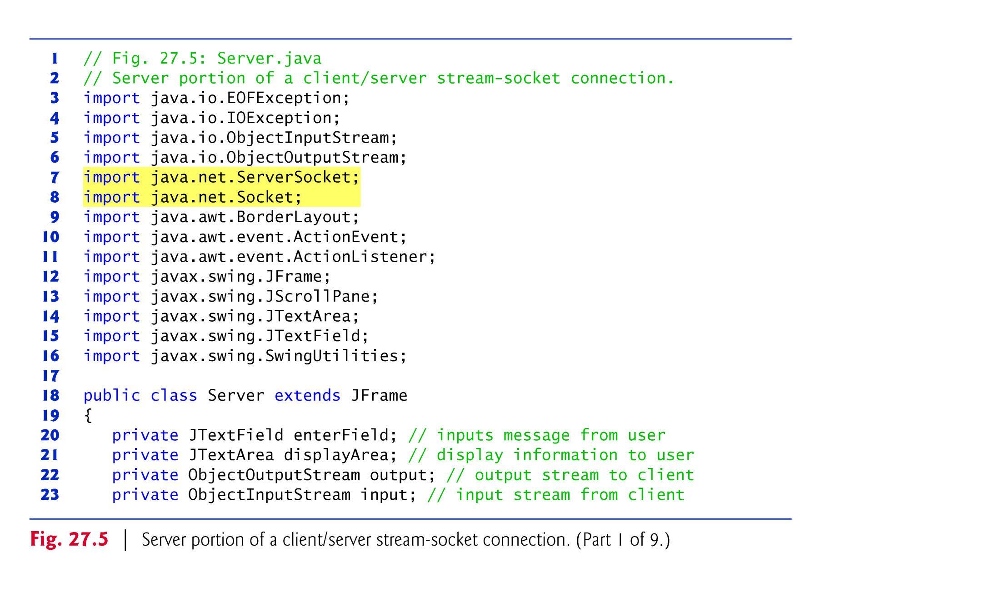 1 // Fig. 27.5: Server.java
2 // Server portion of a client/server stream-socket connection.
3 import java.io.EOFException;
4 import java.io.IOException;
5 import java.io.ObjectInputStream;
6 import java.io.ObjectOutputStream;
7 import java.net.ServerSocket;
8 import java.net.Socket;
9 import java.awt.BorderLayout;
10 import java.awt.event.ActionEvent;
11 import java.awt.event.ActionListener;
12 import javax.swing.JFrame;
13 import javax.swing.JScrollPane;
14 import javax.swing.JTextArea;
15 import javax.swing.JTextField;
16 import javax.swing.SwingUtilities;
17
18 public class Server extends JFrame
19 {
20    private JTextField enterField; // inputs message from user
21    private JTextArea displayArea; // display information to user
22    private ObjectOutputStream output; // output stream to client
23    private ObjectInputStream input; // input stream from client
Fig. 27.5 | Server portion of a client/server stream-socket connection. (Part 1 of 9.)